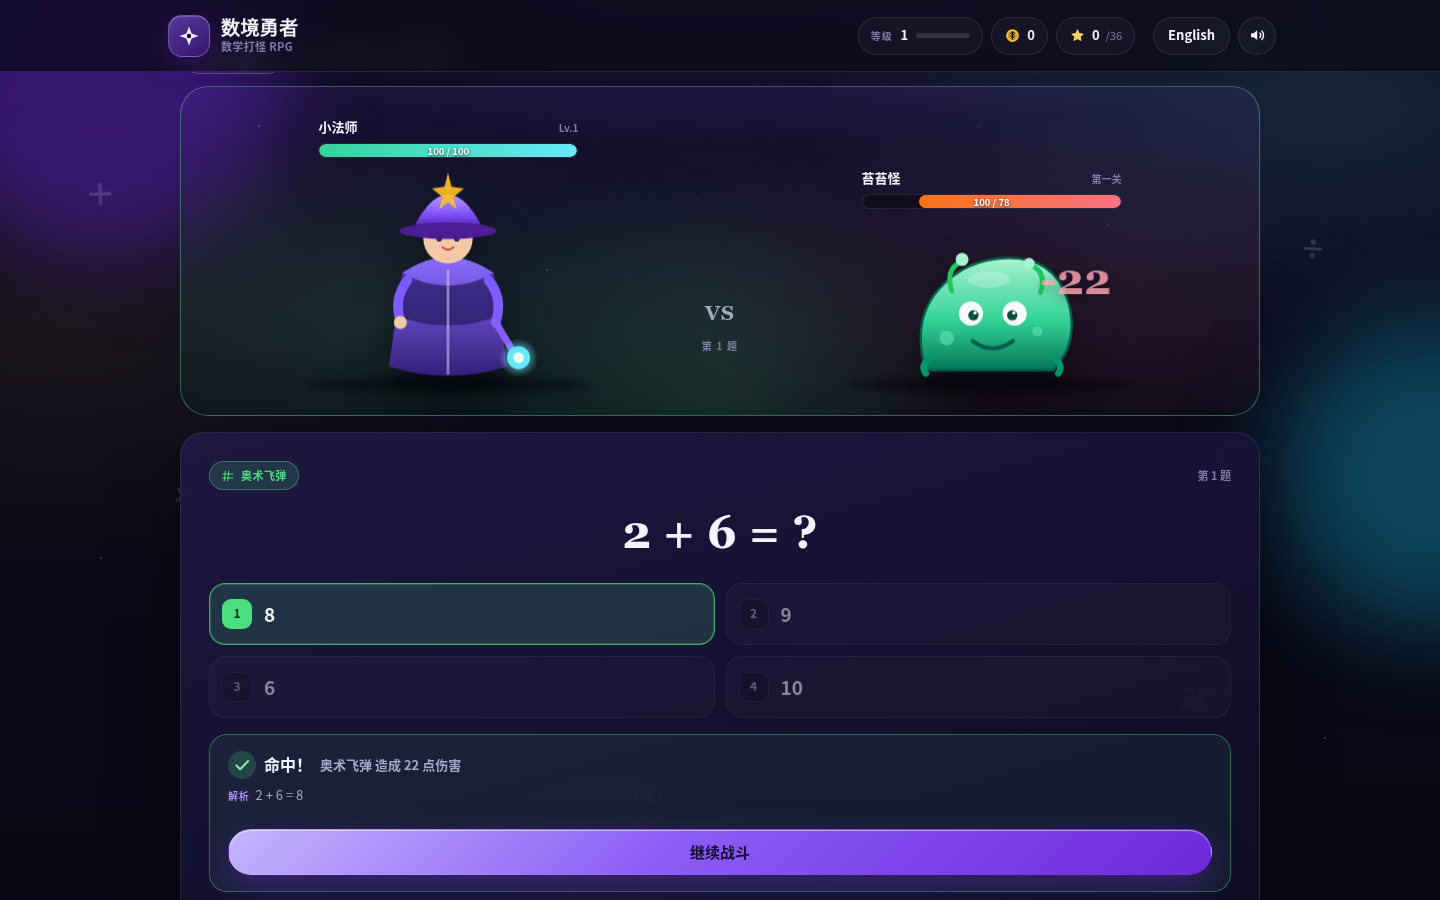 数境勇者
数学打怪 RPG
等级 1
0
0 /36
English
小法师 Lv.1
100 / 100
苔苔怪 第一关
100 / 78
-22
VS
第 1 题
奥术飞弹
第 1 题
2 + 6 = ?
1 8
2 9
3 6
4 10
命中! 奥术飞弹 造成 22 点伤害
解析 2 + 6 = 8
继续战斗